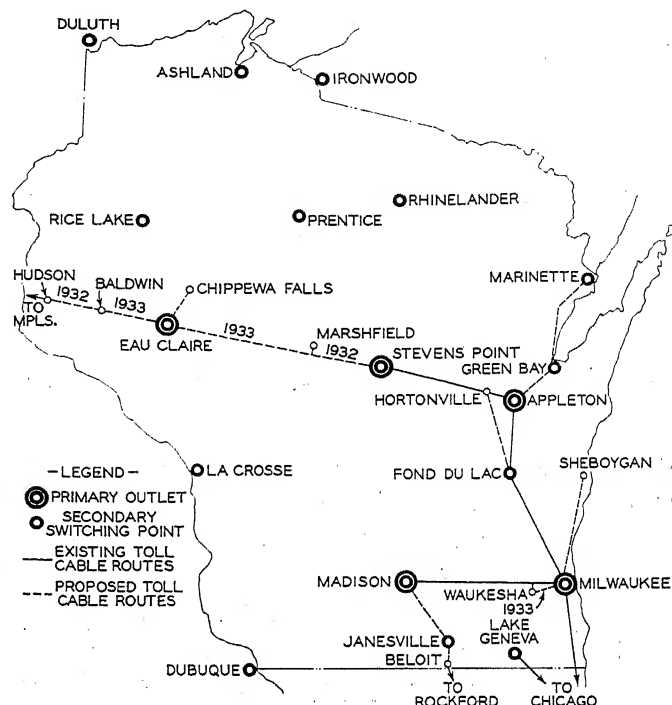 DULUTH
ASHLAND
IRONWOOD
RHINELANDER
RICE LAKE
PRENTICE
MARINETTE
HUDSON
1932
BALDWIN
1933
CHIPPEWA FALLS
TO
MPLS.
EAU CLAIRE
1933
MARSHFIELD
1932
STEVENS POINT
GREEN BAY
HORTONVILLE
APPLETON
LA CROSSE
FOND DU LAC
SHEBOYGAN
-LEGEND-
PRIMARY OUTLET
SECONDARY
SWITCHING POINT
EXISTING TOLL
CABLE ROUTES
PROPOSED TOLL
CABLE ROUTES
MADISON
MILWAUKEE
WAUKESHA
1933
LAKE
GENEVA
JANESVILLE
BELOIT
DUBUQUE
TO
ROCKFORD
TO
CHICAGO